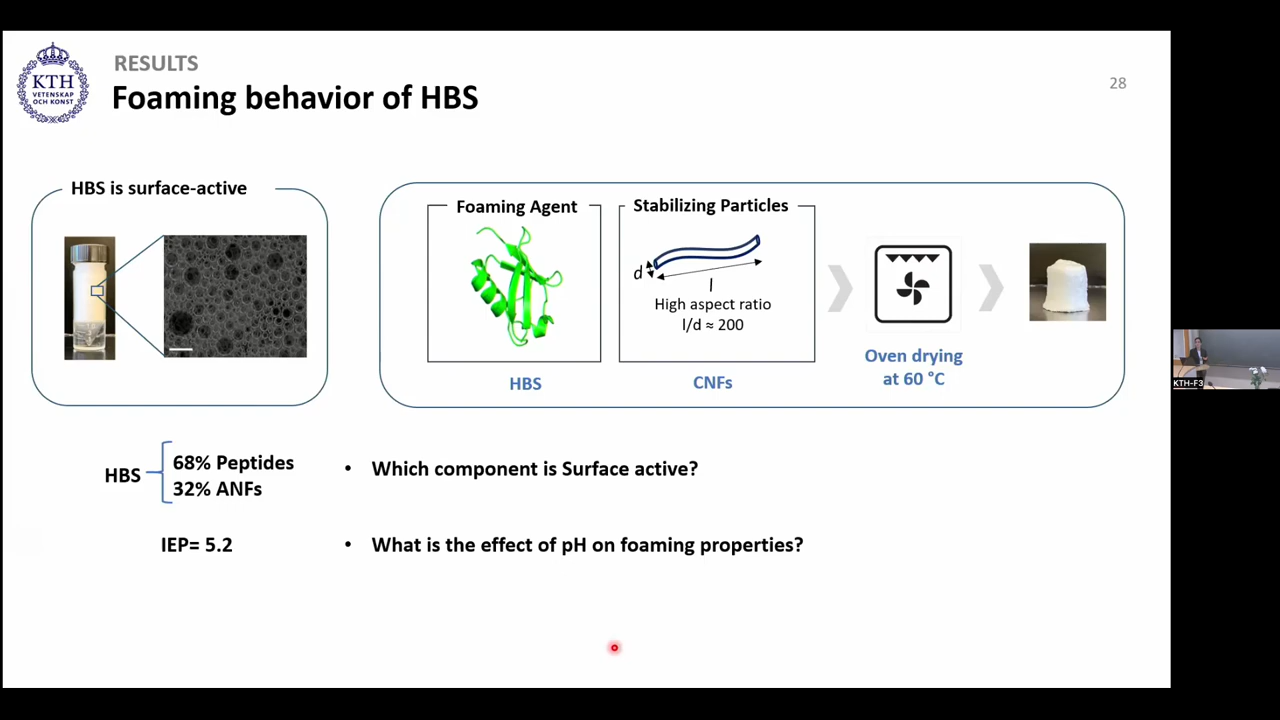 KTH
VETENSKAP
OCH KONST
RESULTS
Foaming behavior of HBS
28
HBS is surface-active
Foaming Agent
HBS
Stabilizing Particles
d
l
High aspect ratio
l/d ≈ 200
CNFs
Oven drying
at 60 °C
HBS
68% Peptides
32% ANFs
• Which component is Surface active?
IEP= 5.2
• What is the effect of pH on foaming properties?
KTH-F3